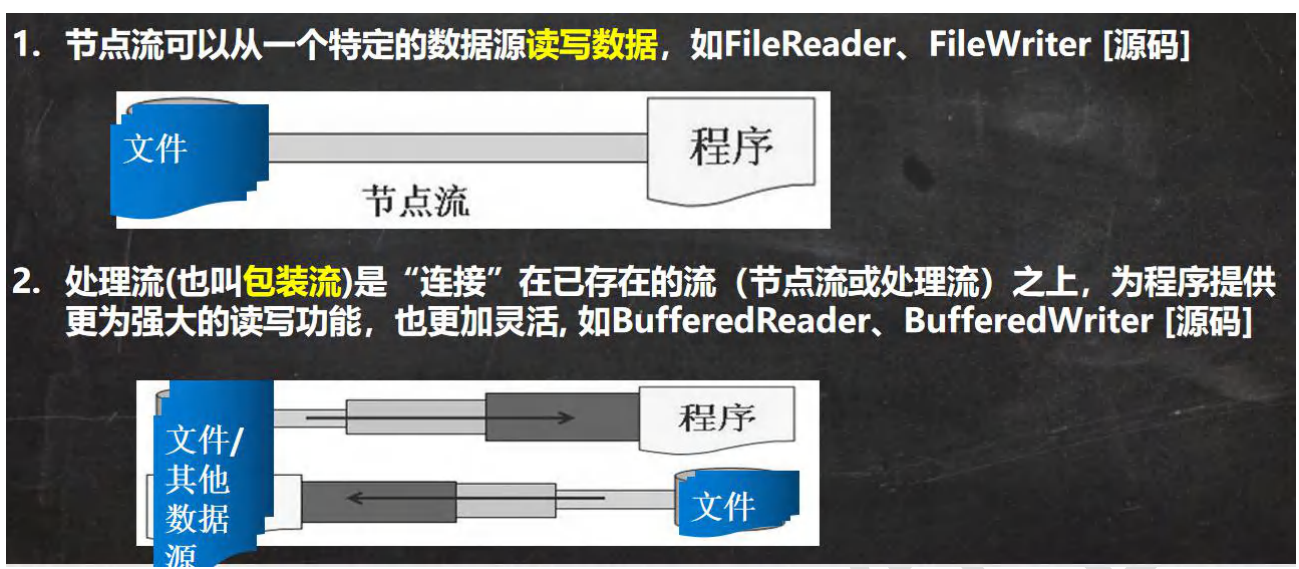 1. 节点流可以从一个特定的数据源读写数据，如FileReader、FileWriter [源码]
文件
程序
节点流
2. 处理流(也叫包装流)是“连接”在已存在的流（节点流或处理流）之上，为程序提供
更为强大的读写功能，也更加灵活, 如BufferedReader、BufferedWriter [源码]
文件/
其他
数据
源
程序
文件